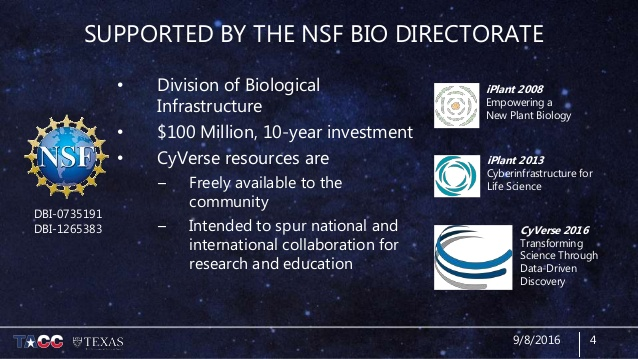 SUPPORTED BY THE NSF BIO DIRECTORATE
NSF
DBI-0735191
DBI-1265383
• Division of Biological
Infrastructure
• $100 Million, 10-year investment
• CyVerse resources are
– Freely available to the
community
– Intended to spur national and
international collaboration for
research and education
iPlant 2008
Empowering a
New Plant Biology
iPlant 2013
Cyberinfrastructure for
Life Science
CyVerse 2016
Transforming
Science Through
Data-Driven
Discovery
TACC
TEXAS
9/8/2016
4